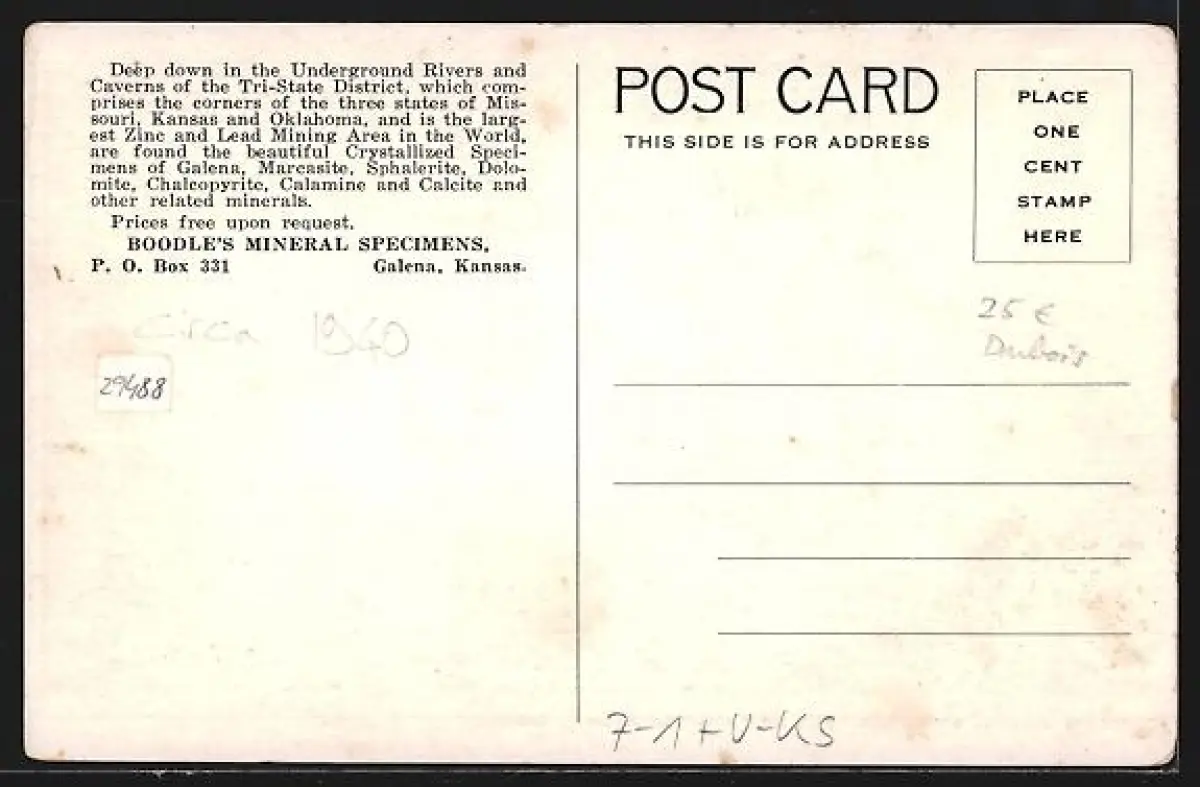 Deep down in the Underground Rivers and
Caverns of the Tri-State District, which com-
prises the corners of the three states of Mis-
souri, Kansas and Oklahoma, and is the larg-
est Zinc and Lead Mining Area in the World,
are found the beautiful Crystallized Speci-
mens of Galena, Marcasite, Sphalerite, Dolo-
mite, Chalcopyrite, Calamine and Calcite and
other related minerals.
Prices free upon request.
BOODLE'S MINERAL SPECIMENS,
P. O. Box 331 Galena, Kansas.
circa 1940
29488
POST CARD
THIS SIDE IS FOR ADDRESS
PLACE
ONE
CENT
STAMP
HERE
25 €
Dubois
7-1+V-KS